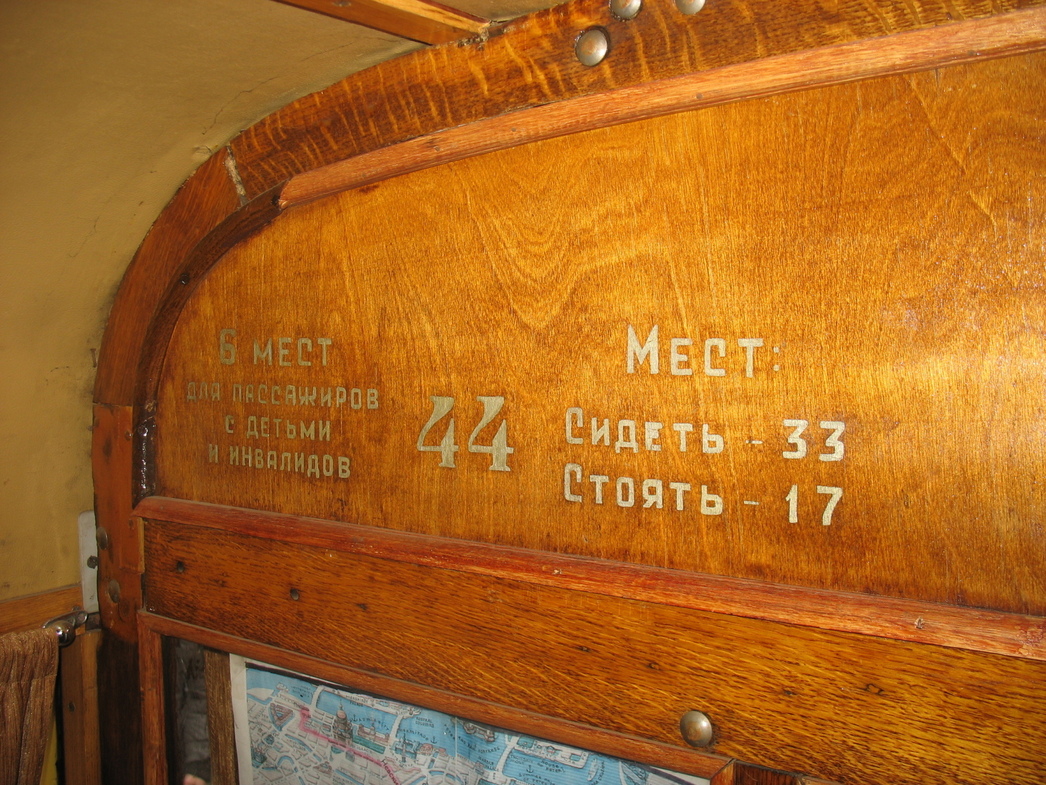 6 МЕСТ
ДЛЯ ПАССАЖИРОВ
С ДЕТЬМИ
И ИНВАЛИДОВ
44
МЕСТ:
СИДЕТЬ - 33
СТОЯТЬ - 17